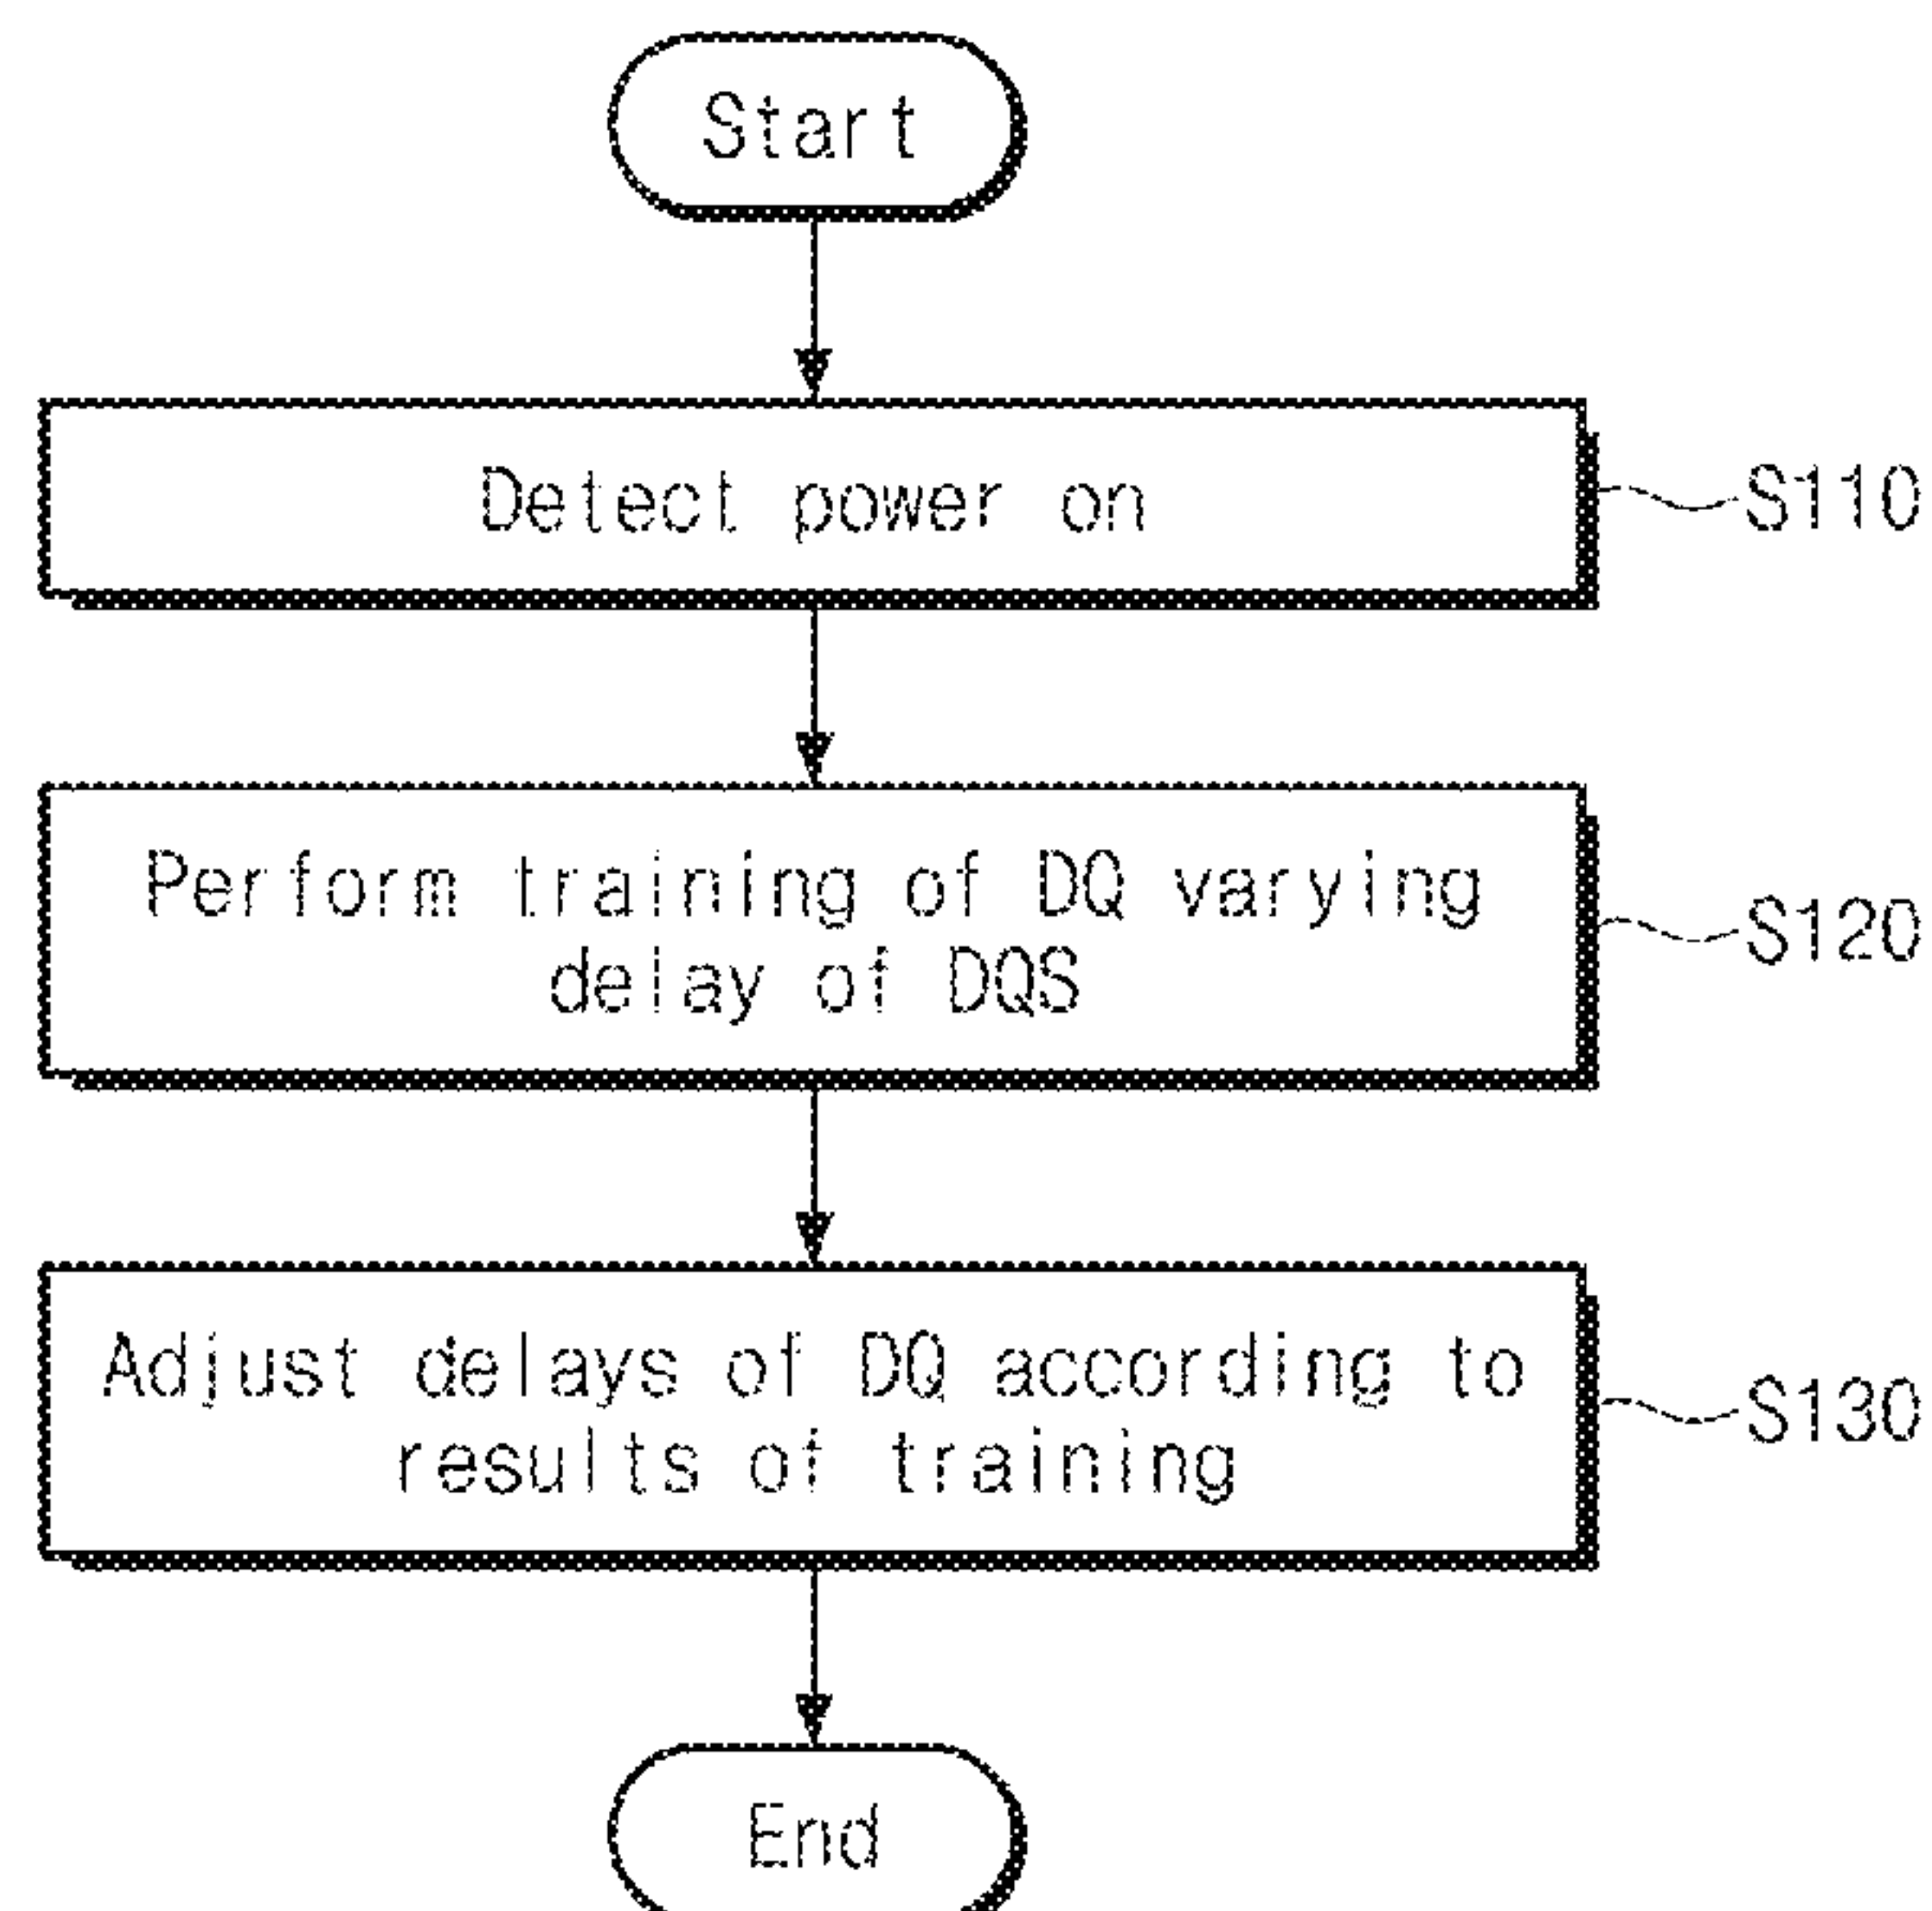 Start
Detect power on
S110
Perform training of DQ varying
delay of DQS
S120
Adjust delays of DQ according to
results of training
S130
End